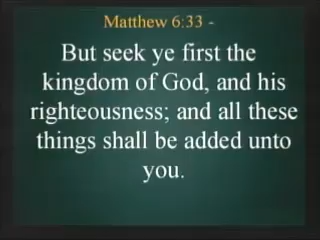 Matthew 6:33 -
But seek ye first the
kingdom of God, and his
righteousness; and all these
things shall be added unto
you.